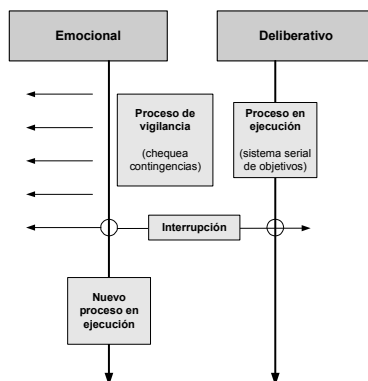 Emocional
Deliberativo
Proceso de
vigilancia
(chequea
contingencias)
Proceso en
ejecución
(sistema serial
de objetivos)
Interrupción
Nuevo
proceso en
ejecución